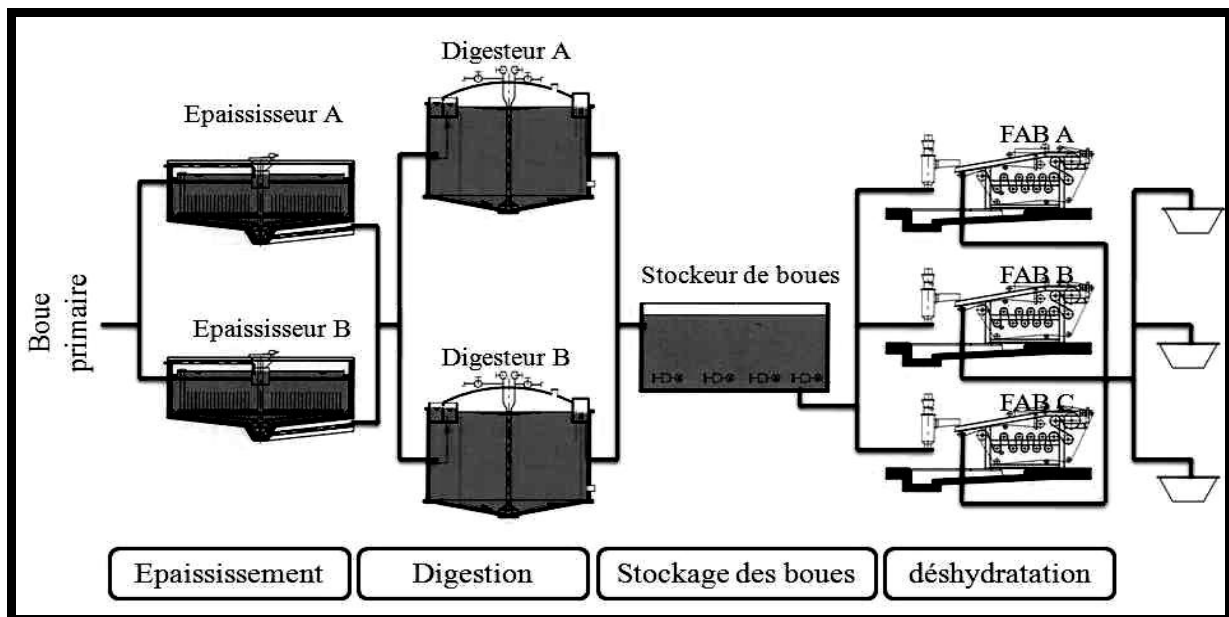 Digesteur A
Epaississeur A
FAB A
Boue
primaire
Stockeur de boues
FAB B
Epaississeur B
Digesteur B
FAB C
Epaississement
Digestion
Stockage des boues
déshydratation